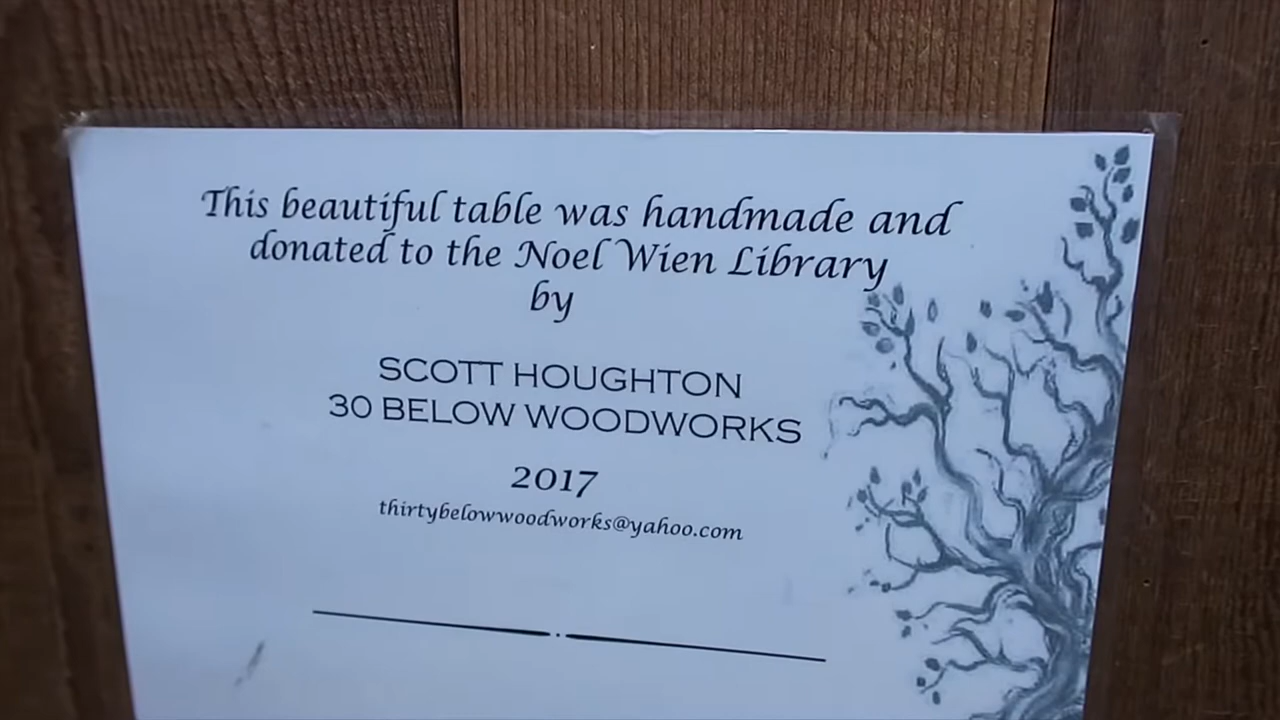 This beautiful table was handmade and
donated to the Noel Wien Library
by
SCOTT HOUGHTON
30 BELOW WOODWORKS
2017
thirtybelowwoodworks@yahoo.com